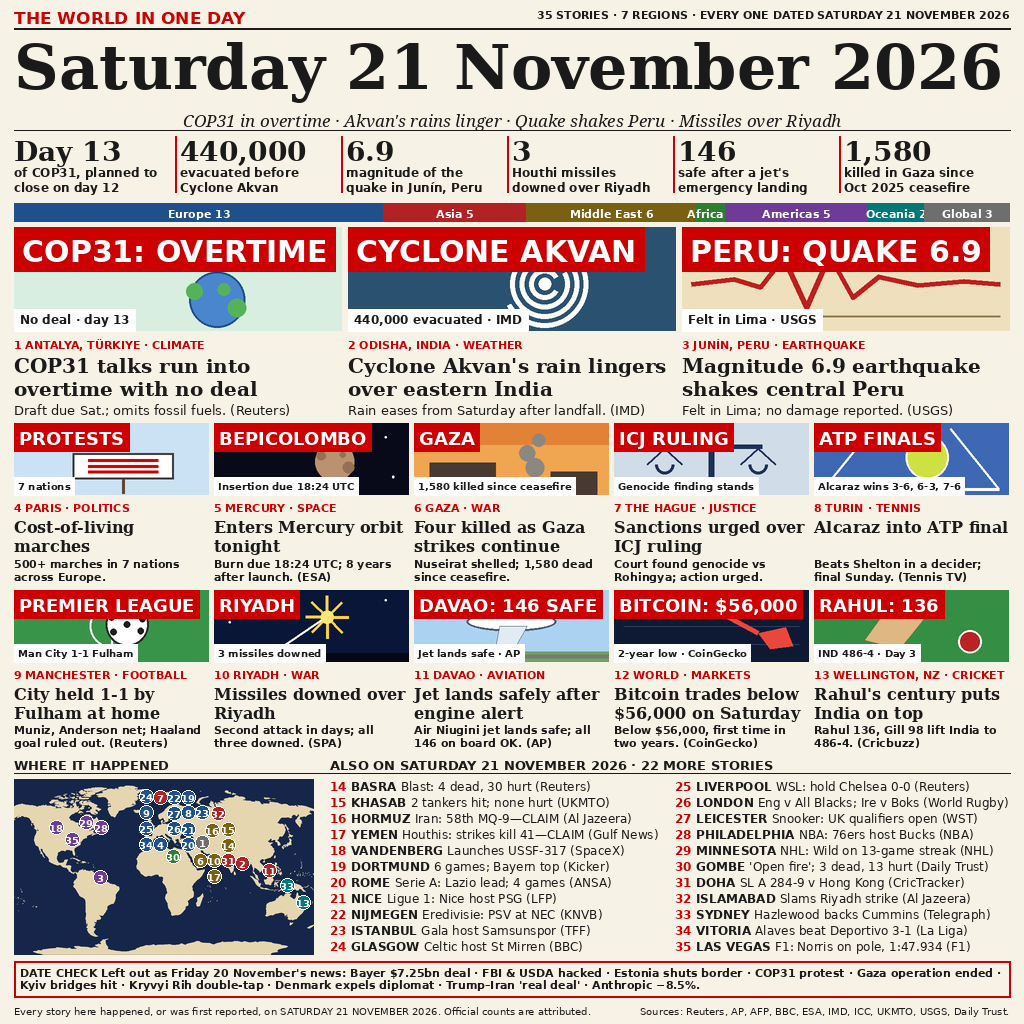 THE WORLD IN ONE DAY
35 STORIES · 7 REGIONS · EVERY ONE DATED SATURDAY 21 NOVEMBER 2026
Saturday 21 November 2026
COP31 in overtime · Akvan's rains linger · Quake shakes Peru · Missiles over Riyadh
Day 13
of COP31, planned to
close on day 12
440,000
evacuated before
Cyclone Akvan
6.9
magnitude of the
quake in Junín, Peru
3
Houthi missiles
downed over Riyadh
146
safe after a jet's
emergency landing
1,580
killed in Gaza since
Oct 2025 ceasefire
Europe 13
Asia 5
Middle East 6
Africa
Americas 5
Oceania 2
Global 3
COP31: OVERTIME
No deal · day 13
1 ANTALYA, TÜRKIYE · CLIMATE
COP31 talks run into
overtime with no deal
Draft due Sat.; omits fossil fuels. (Reuters)
CYCLONE AKVAN
440,000 evacuated · IMD
2 ODISHA, INDIA · WEATHER
Cyclone Akvan's rain lingers
over eastern India
Rain eases from Saturday after landfall. (IMD)
PERU: QUAKE 6.9
Felt in Lima · USGS
3 JUNÍN, PERU · EARTHQUAKE
Magnitude 6.9 earthquake
shakes central Peru
Felt in Lima; no damage reported. (USGS)
PROTESTS
7 nations
4 PARIS · POLITICS
Cost-of-living
marches
500+ marches in 7 nations
across Europe.
BEPICOLOMBO
Insertion due 18:24 UTC
5 MERCURY · SPACE
Enters Mercury orbit
tonight
Burn due 18:24 UTC; 8 years
after launch. (ESA)
GAZA
1,580 killed since ceasefire
6 GAZA · WAR
Four killed as Gaza
strikes continue
Nuseirat shelled; 1,580 dead
since ceasefire.
ICJ RULING
Genocide finding stands
7 THE HAGUE · JUSTICE
Sanctions urged over
ICJ ruling
Court found genocide vs
Rohingya; action urged.
ATP FINALS
Alcaraz wins 3-6, 6-3, 7-6
8 TURIN · TENNIS
Alcaraz into ATP final
Beats Shelton in a decider;
final Sunday. (Tennis TV)
PREMIER LEAGUE
Man City 1-1 Fulham
9 MANCHESTER · FOOTBALL
City held 1-1 by
Fulham at home
Muniz, Anderson net; Haaland
goal ruled out. (Reuters)
RIYADH
3 missiles downed
10 RIYADH · WAR
Missiles downed over
Riyadh
Second attack in days; all
three downed. (SPA)
DAVAO: 146 SAFE
Jet lands safe · AP
11 DAVAO · AVIATION
Jet lands safely after
engine alert
Air Niugini jet lands safe; all
146 on board OK. (AP)
BITCOIN: $56,000
2-year low · CoinGecko
12 WORLD · MARKETS
Bitcoin trades below
$56,000 on Saturday
Below $56,000, first time in
two years. (CoinGecko)
RAHUL: 136
IND 486-4 · Day 3
13 WELLINGTON, NZ · CRICKET
Rahul's century puts
India on top
Rahul 136, Gill 98 lift India to
486-4. (Cricbuzz)
WHERE IT HAPPENED
24 7 22 19
9 27 8 23 32
18 29 28 25 26 21 16 15
35 34 4 20 1 14
30 6 10 31 2
3 17 11
33
13
ALSO ON SATURDAY 21 NOVEMBER 2026 · 22 MORE STORIES
14 BASRA Blast: 4 dead, 30 hurt (Reuters)
15 KHASAB 2 tankers hit; none hurt (UKMTO)
16 HORMUZ Iran: 58th MQ-9—CLAIM (Al Jazeera)
17 YEMEN Houthis: strikes kill 41—CLAIM (Gulf News)
18 VANDENBERG Launches USSF-317 (SpaceX)
19 DORTMUND 6 games; Bayern top (Kicker)
20 ROME Serie A: Lazio lead; 4 games (ANSA)
21 NICE Ligue 1: Nice host PSG (LFP)
22 NIJMEGEN Eredivisie: PSV at NEC (KNVB)
23 ISTANBUL Gala host Samsunspor (TFF)
24 GLASGOW Celtic host St Mirren (BBC)
25 LIVERPOOL WSL: hold Chelsea 0-0 (Reuters)
26 LONDON Eng v All Blacks; Ire v Boks (World Rugby)
27 LEICESTER Snooker: UK qualifiers open (WST)
28 PHILADELPHIA NBA: 76ers host Bucks (NBA)
29 MINNESOTA NHL: Wild on 13-game streak (NHL)
30 GOMBE 'Open fire'; 3 dead, 13 hurt (Daily Trust)
31 DOHA SL A 284-9 v Hong Kong (CricTracker)
32 ISLAMABAD Slams Riyadh strike (Al Jazeera)
33 SYDNEY Hazlewood backs Cummins (Telegraph)
34 VITORIA Alaves beat Deportivo 3-1 (La Liga)
35 LAS VEGAS F1: Norris on pole, 1:47.934 (F1)
DATE CHECK Left out as Friday 20 November's news: Bayer $7.25bn deal · FBI & USDA hacked · Estonia shuts border · COP31 protest · Gaza operation ended ·
Kyiv bridges hit · Kryvyi Rih double-tap · Denmark expels diplomat · Trump–Iran 'real deal' · Anthropic −8.5%.
Every story here happened, or was first reported, on SATURDAY 21 NOVEMBER 2026. Official counts are attributed.
Sources: Reuters, AP, AFP, BBC, ESA, IMD, ICC, UKMTO, USGS, Daily Trust.